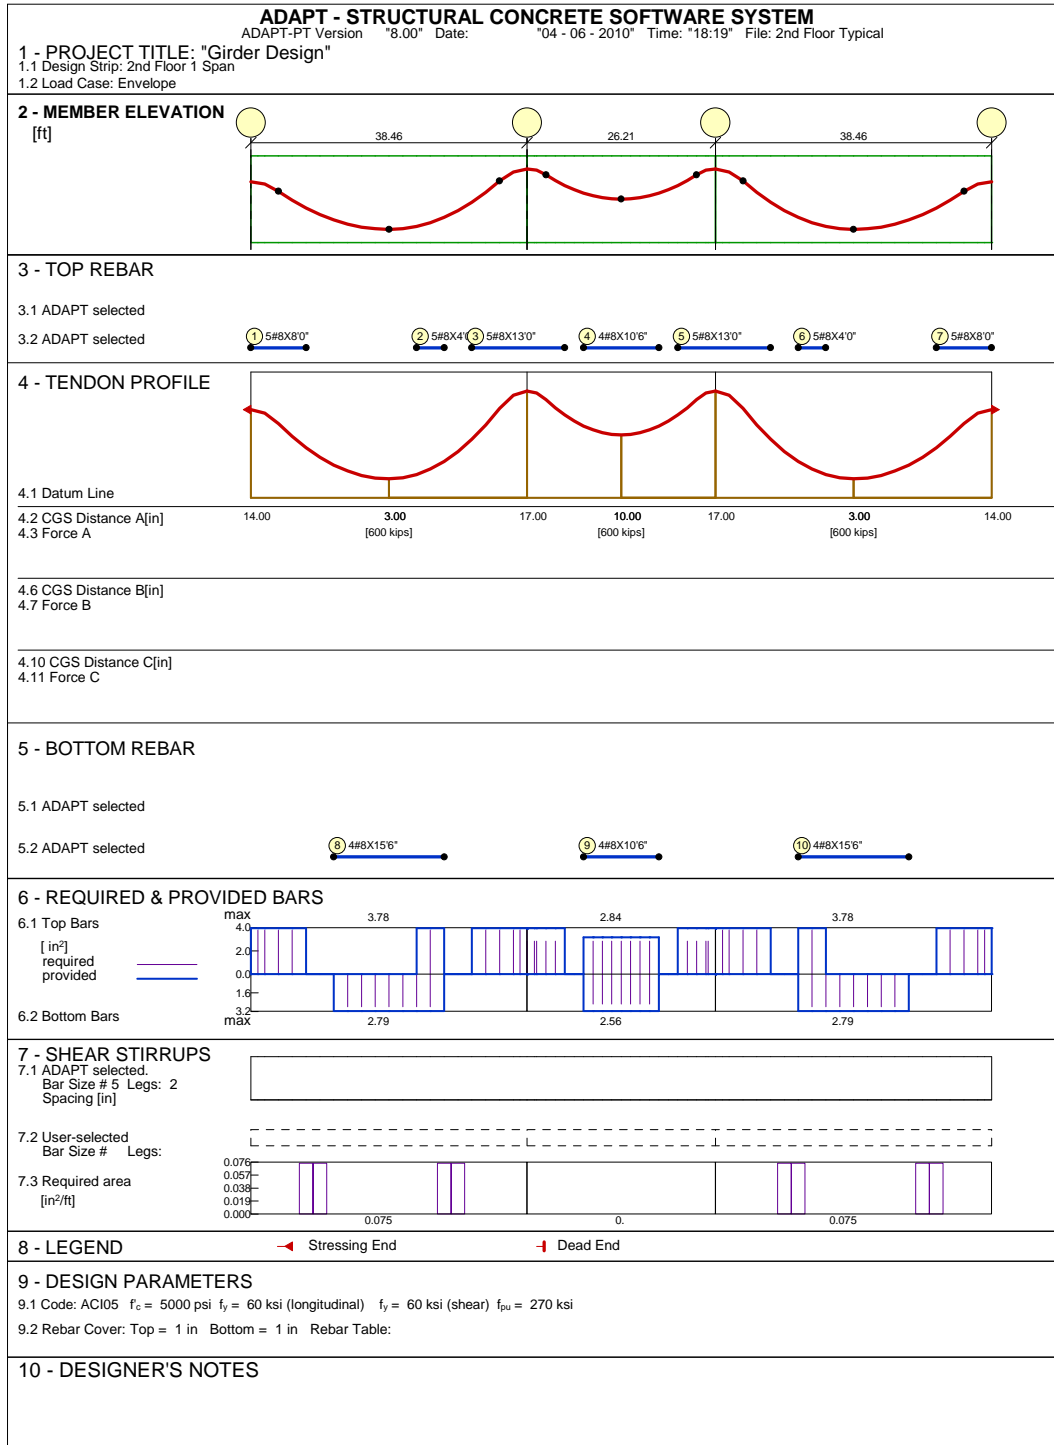 ADAPT - STRUCTURAL CONCRETE SOFTWARE SYSTEM
ADAPT-PT Version "8.00" Date: "04 - 06 - 2010" Time: "18:19" File: 2nd Floor Typical
1 - PROJECT TITLE: "Girder Design"
1.1 Design Strip: 2nd Floor 1 Span
1.2 Load Case: Envelope
2 - MEMBER ELEVATION
[ft]
38.46 26.21 38.46
3 - TOP REBAR
3.1 ADAPT selected
3.2 ADAPT selected
1 5#8X8'0" 2 5#8X4'0" 3 5#8X13'0" 4 4#8X10'6" 5 5#8X13'0" 6 5#8X4'0" 7 5#8X8'0"
4 - TENDON PROFILE
4.1 Datum Line
4.2 CGS Distance A[in] 14.00 3.00 17.00 10.00 17.00 3.00 14.00
4.3 Force A [600 kips] [600 kips] [600 kips]
4.6 CGS Distance B[in]
4.7 Force B
4.10 CGS Distance C[in]
4.11 Force C
5 - BOTTOM REBAR
5.1 ADAPT selected
5.2 ADAPT selected
8 4#8X15'6" 9 4#8X10'6" 10 4#8X15'6"
6 - REQUIRED & PROVIDED BARS
6.1 Top Bars
max 3.78 2.84 3.78
4.0
[ in²]
required
provided
2.0
0.0
1.6
3.2
6.2 Bottom Bars
max 2.79 2.56 2.79
7 - SHEAR STIRRUPS
7.1 ADAPT selected.
Bar Size # 5 Legs: 2
Spacing [in]
7.2 User-selected
Bar Size # Legs:
7.3 Required area
[in²/ft]
0.076
0.057
0.038
0.019
0.000
0.075 0. 0.075
8 - LEGEND Stressing End Dead End
9 - DESIGN PARAMETERS
9.1 Code: ACI05 f'c = 5000 psi fy = 60 ksi (longitudinal) fy = 60 ksi (shear) fpu = 270 ksi
9.2 Rebar Cover: Top = 1 in Bottom = 1 in Rebar Table:
10 - DESIGNER'S NOTES